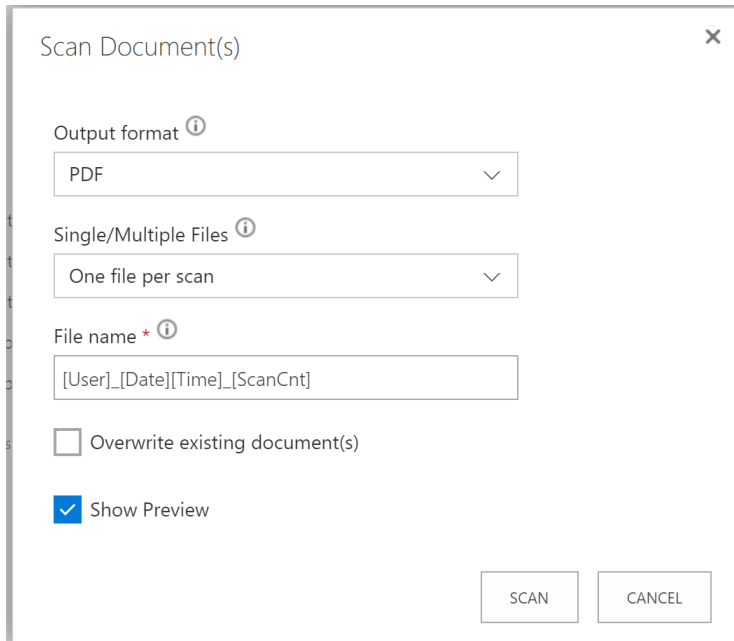 Scan Document(s)
Output format
PDF
Single/Multiple Files
One file per scan
File name *
[User]_[Date][Time]_[ScanCnt]
Overwrite existing document(s)
Show Preview
SCAN CANCEL